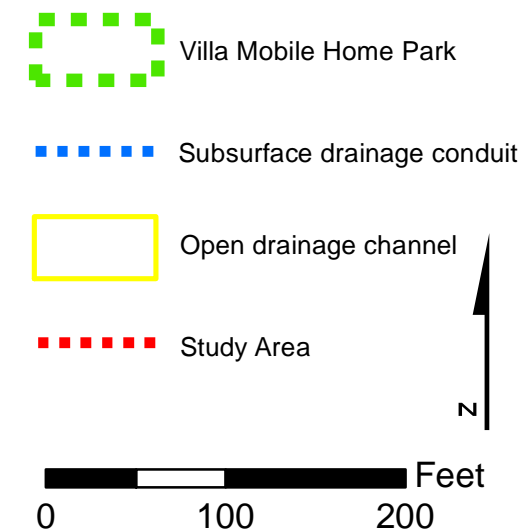 Villa Mobile Home Park
Subsurface drainage conduit
Open drainage channel
Study Area
N
Feet
0 100 200